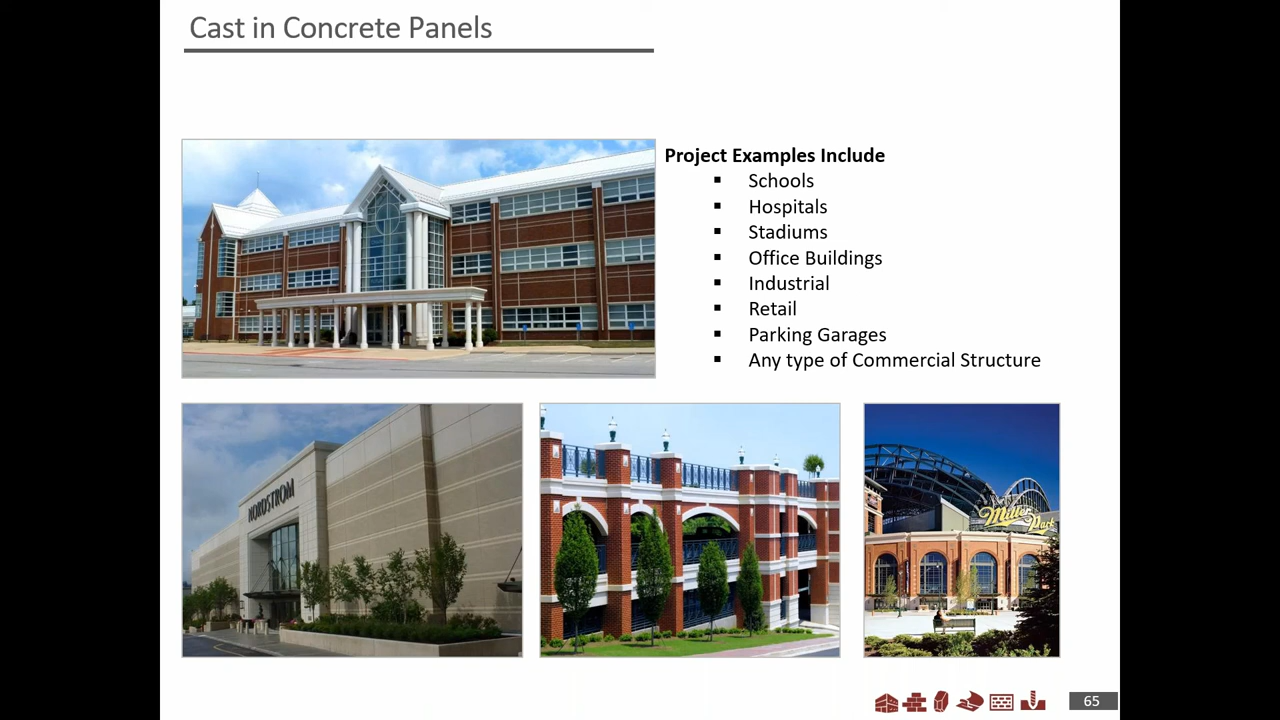 Cast in Concrete Panels
Project Examples Include
Schools
Hospitals
Stadiums
Office Buildings
Industrial
Retail
Parking Garages
Any type of Commercial Structure
NORDSTROM
Miller Park
65